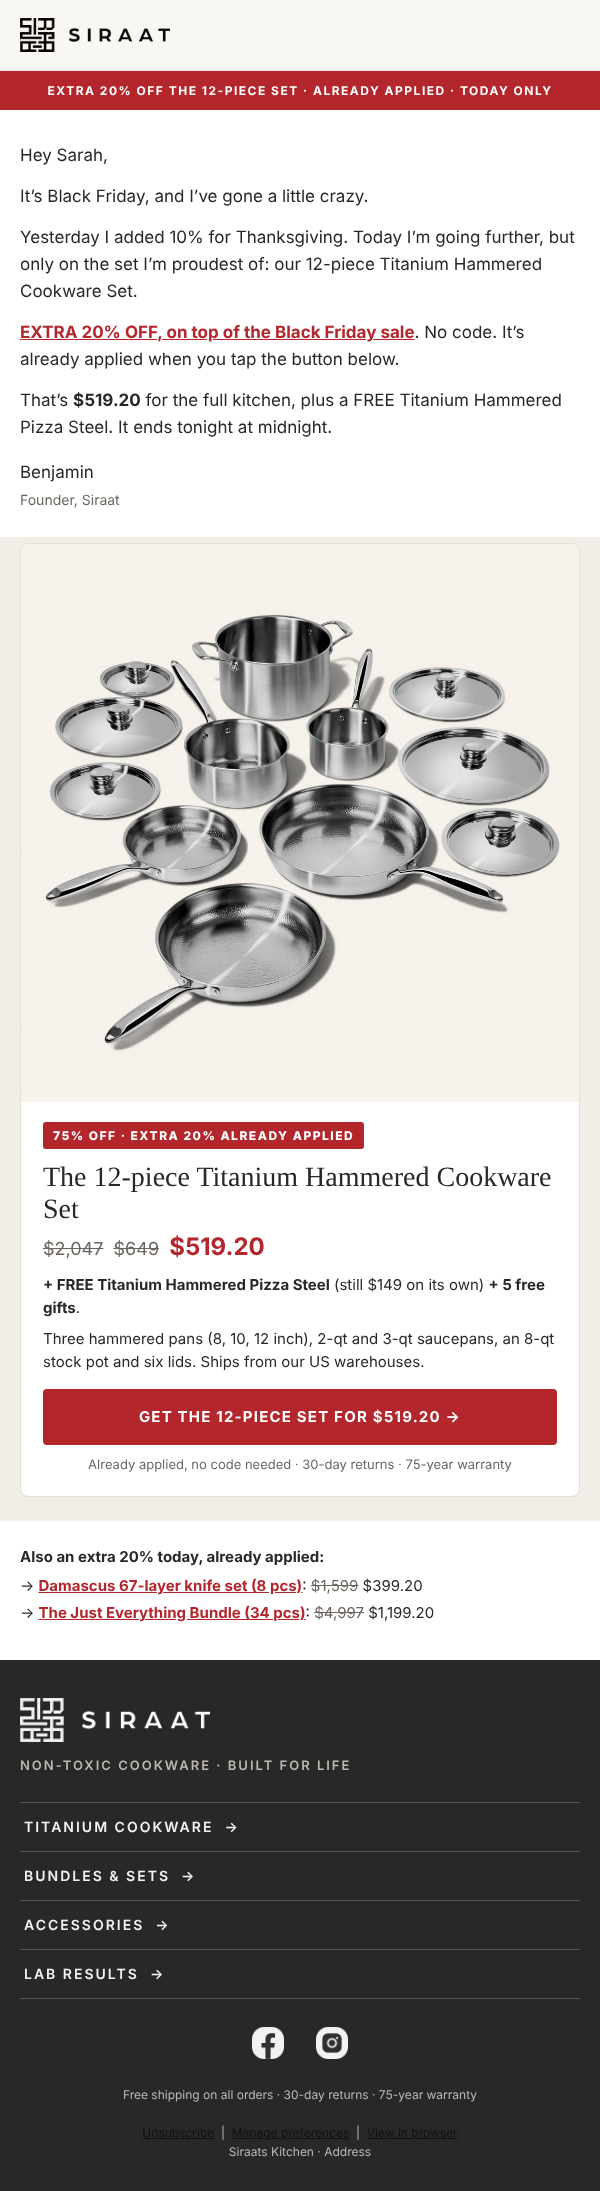 SIRAAT
EXTRA 20% OFF THE 12-PIECE SET · ALREADY APPLIED · TODAY ONLY
Hey Sarah,
It’s Black Friday, and I’ve gone a little crazy.
Yesterday I added 10% for Thanksgiving. Today I’m going further, but
only on the set I’m proudest of: our 12-piece Titanium Hammered
Cookware Set.
EXTRA 20% OFF, on top of the Black Friday sale. No code. It’s
already applied when you tap the button below.
That’s $519.20 for the full kitchen, plus a FREE Titanium Hammered
Pizza Steel. It ends tonight at midnight.
Benjamin
Founder, Siraat
75% OFF · EXTRA 20% ALREADY APPLIED
The 12-piece Titanium Hammered Cookware
Set
$2,047 $649 $519.20
+ FREE Titanium Hammered Pizza Steel (still $149 on its own) + 5 free
gifts.
Three hammered pans (8, 10, 12 inch), 2-qt and 3-qt saucepans, an 8-qt
stock pot and six lids. Ships from our US warehouses.
GET THE 12-PIECE SET FOR $519.20 →
Already applied, no code needed · 30-day returns · 75-year warranty
Also an extra 20% today, already applied:
→ Damascus 67-layer knife set (8 pcs): $1,599 $399.20
→ The Just Everything Bundle (34 pcs): $4,997 $1,199.20
SIRAAT
NON-TOXIC COOKWARE · BUILT FOR LIFE
TITANIUM COOKWARE →
BUNDLES & SETS →
ACCESSORIES →
LAB RESULTS →
Free shipping on all orders · 30-day returns · 75-year warranty
Unsubscribe | Manage preferences | View in browser
Siraats Kitchen · Address